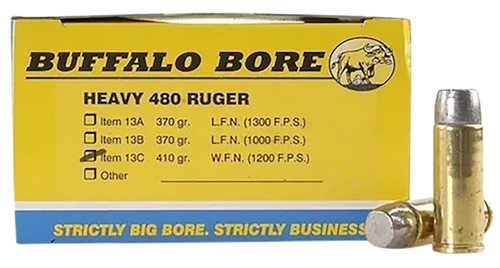 BUFFALO BORE
HEAVY 480 RUGER
Item 13A 370 gr. L.F.N. (1300 F.P.S.)
Item 13B 370 gr. L.F.N. (1000 F.P.S.)
Item 13C 410 gr. W.F.N. (1200 F.P.S.)
Other
STRICTLY BIG BORE. STRICTLY BUSINESS